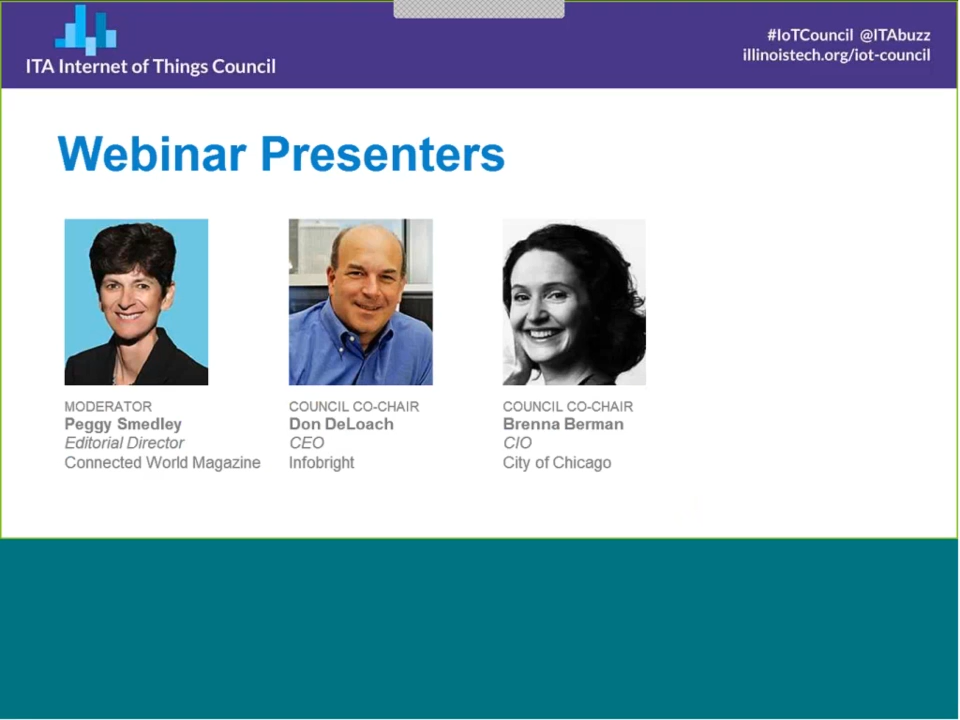 #IoTCouncil @ITAbuzz
ITA Internet of Things Council
illinoistech.org/iot-council
Webinar Presenters
MODERATOR
Peggy Smedley
Editorial Director
Connected World Magazine
COUNCIL CO-CHAIR
Don DeLoach
CEO
Infobright
COUNCIL CO-CHAIR
Brenna Berman
CIO
City of Chicago